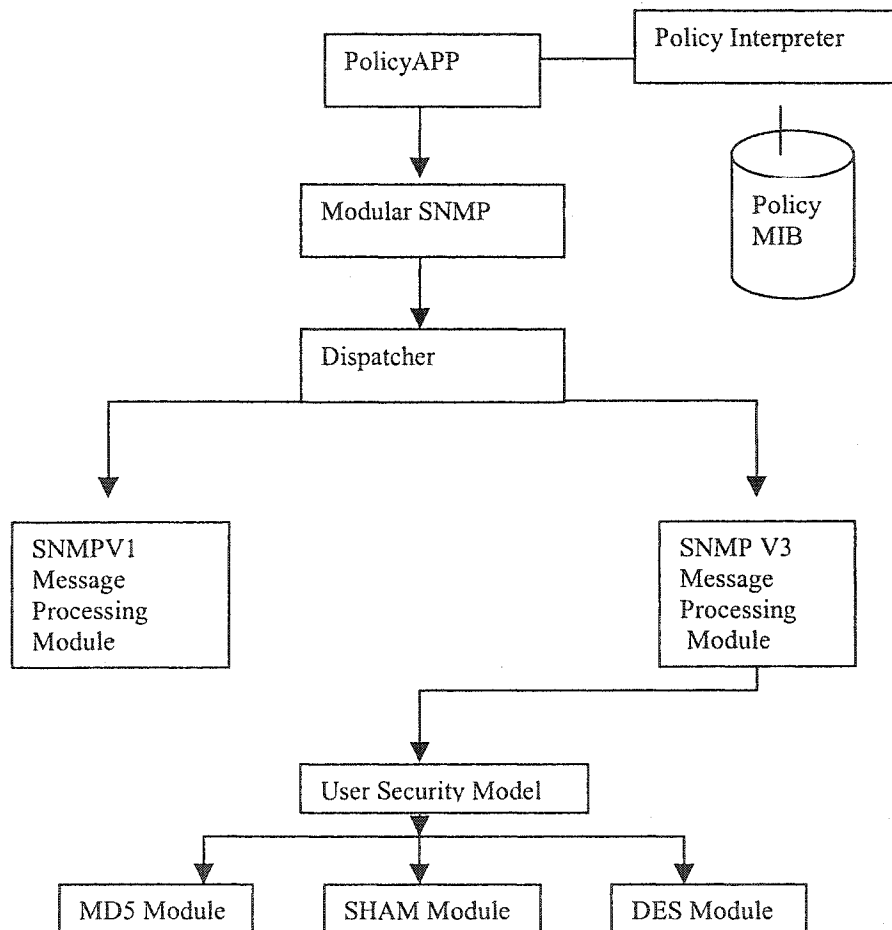 Policy Interpreter
PolicyAPP
Modular SNMP
Policy
MIB
Dispatcher
SNMPV1
Message
Processing
Module
SNMP V3
Message
Processing
Module
User Security Model
MD5 Module
SHAM Module
DES Module